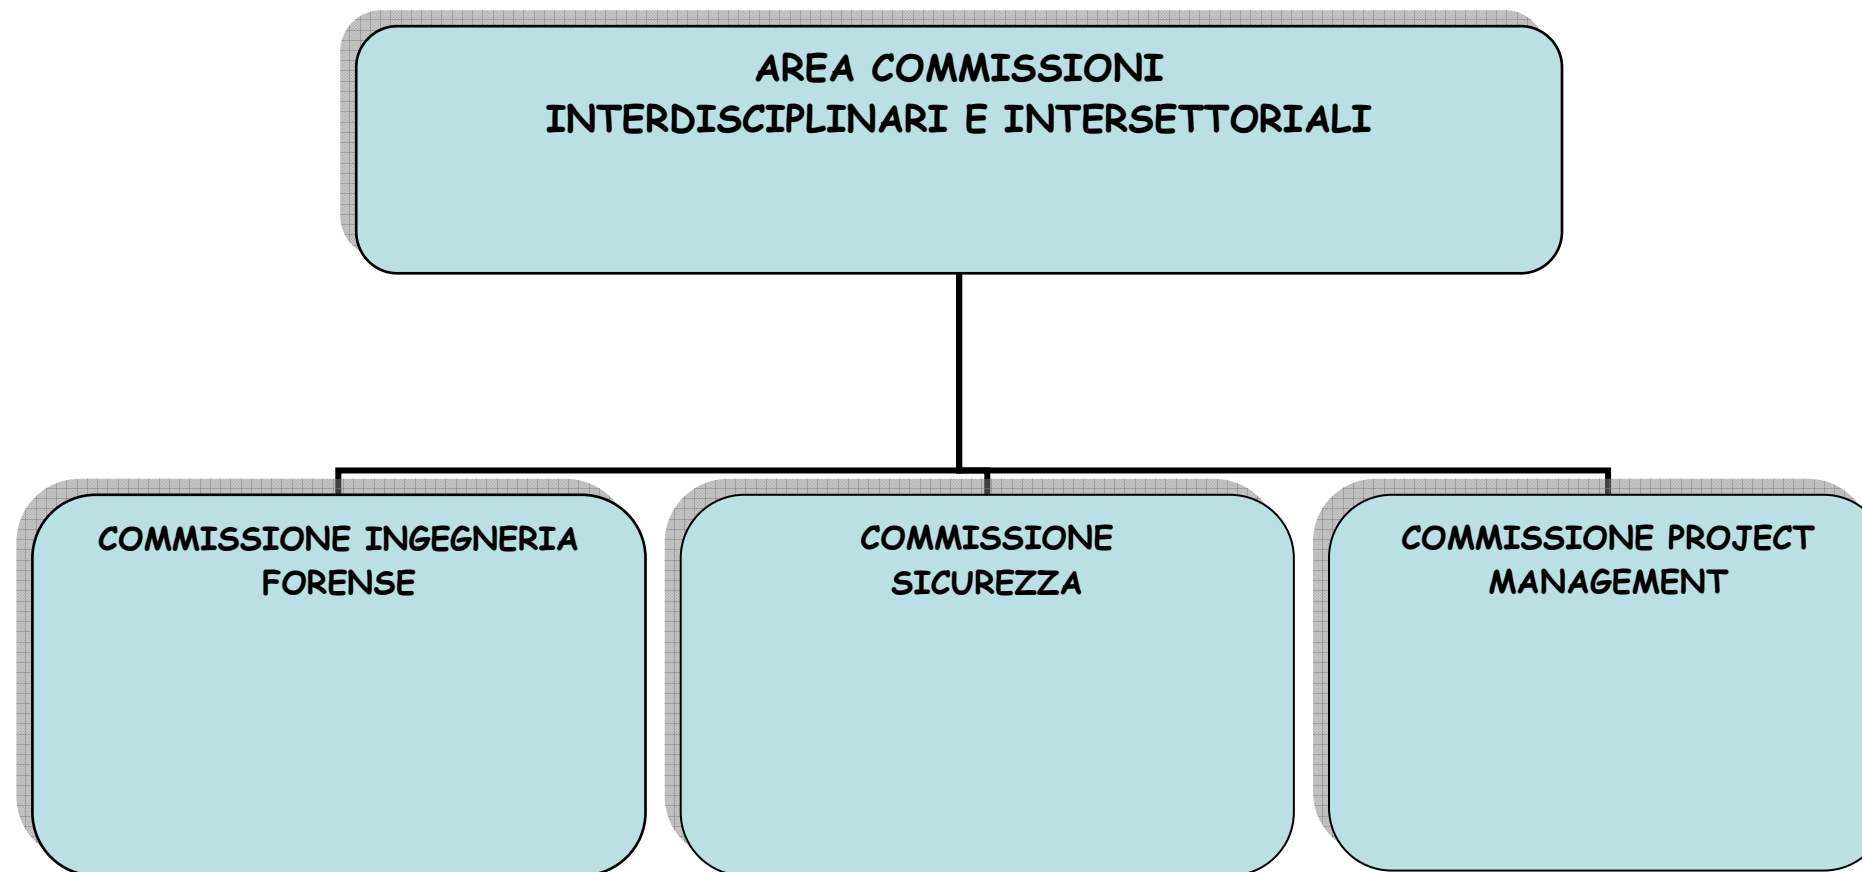 AREA COMMISSIONI
INTERDISCIPLINARI E INTERSETTORIALI
COMMISSIONE INGEGNERIA
FORENSE
COMMISSIONE
SICUREZZA
COMMISSIONE PROJECT
MANAGEMENT